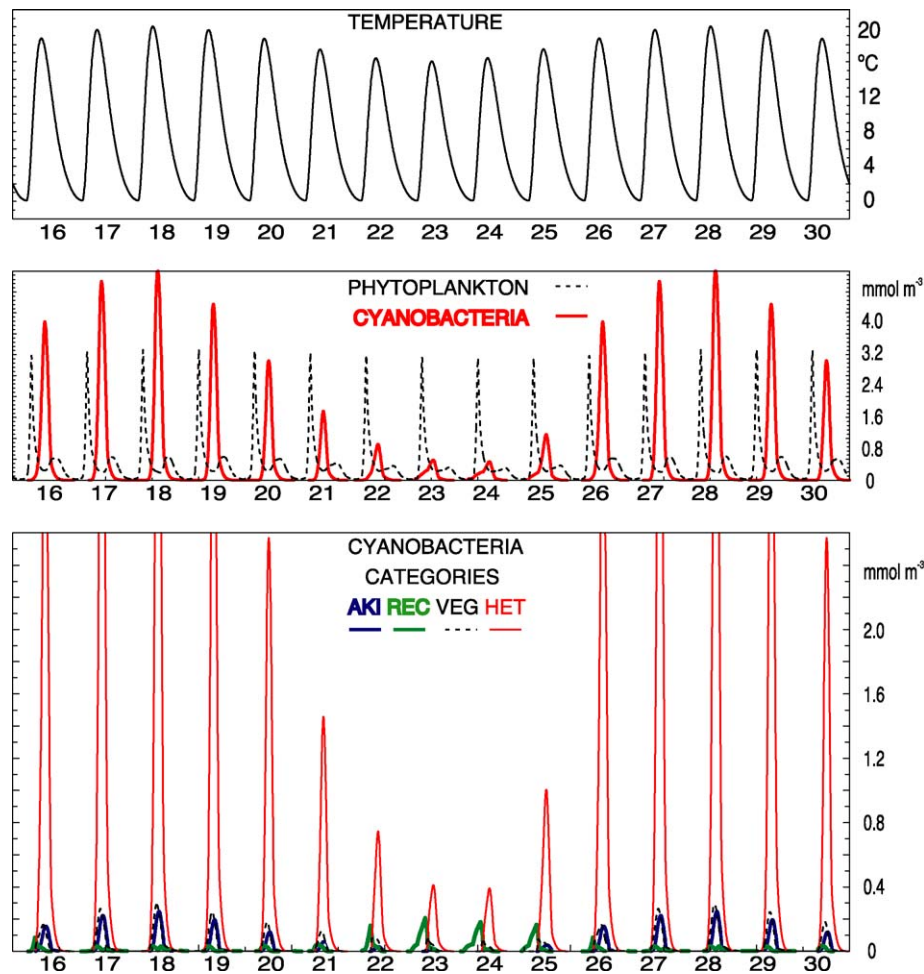 TEMPERATURE
20
°C
12
8
4
0
16 17 18 19 20 21 22 23 24 25 26 27 28 29 30
PHYTOPLANKTON
CYANOBACTERIA
mmol m-3
4.0
3.2
2.4
1.6
0.8
0
16 17 18 19 20 21 22 23 24 25 26 27 28 29 30
CYANOBACTERIA
CATEGORIES
AKI REC VEG HET
mmol m-3
2.0
1.6
1.2
0.8
0.4
0
16 17 18 19 20 21 22 23 24 25 26 27 28 29 30